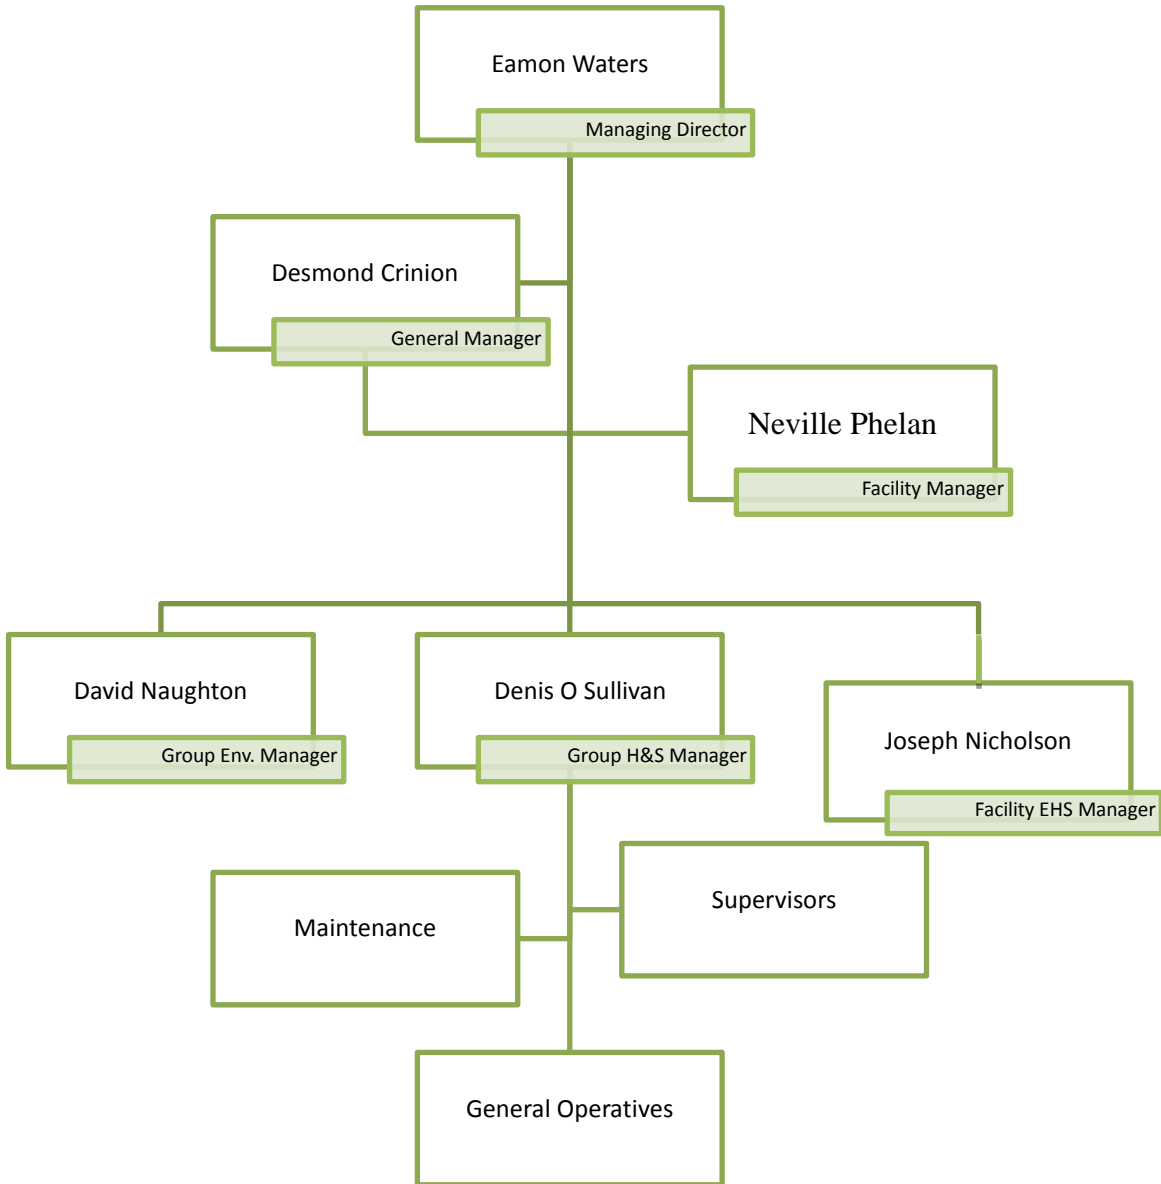 Eamon Waters
Managing Director
Desmond Crinion
General Manager
Neville Phelan
Facility Manager
David Naughton
Group Env. Manager
Denis O Sullivan
Group H&S Manager
Joseph Nicholson
Facility EHS Manager
Supervisors
Maintenance
General Operatives